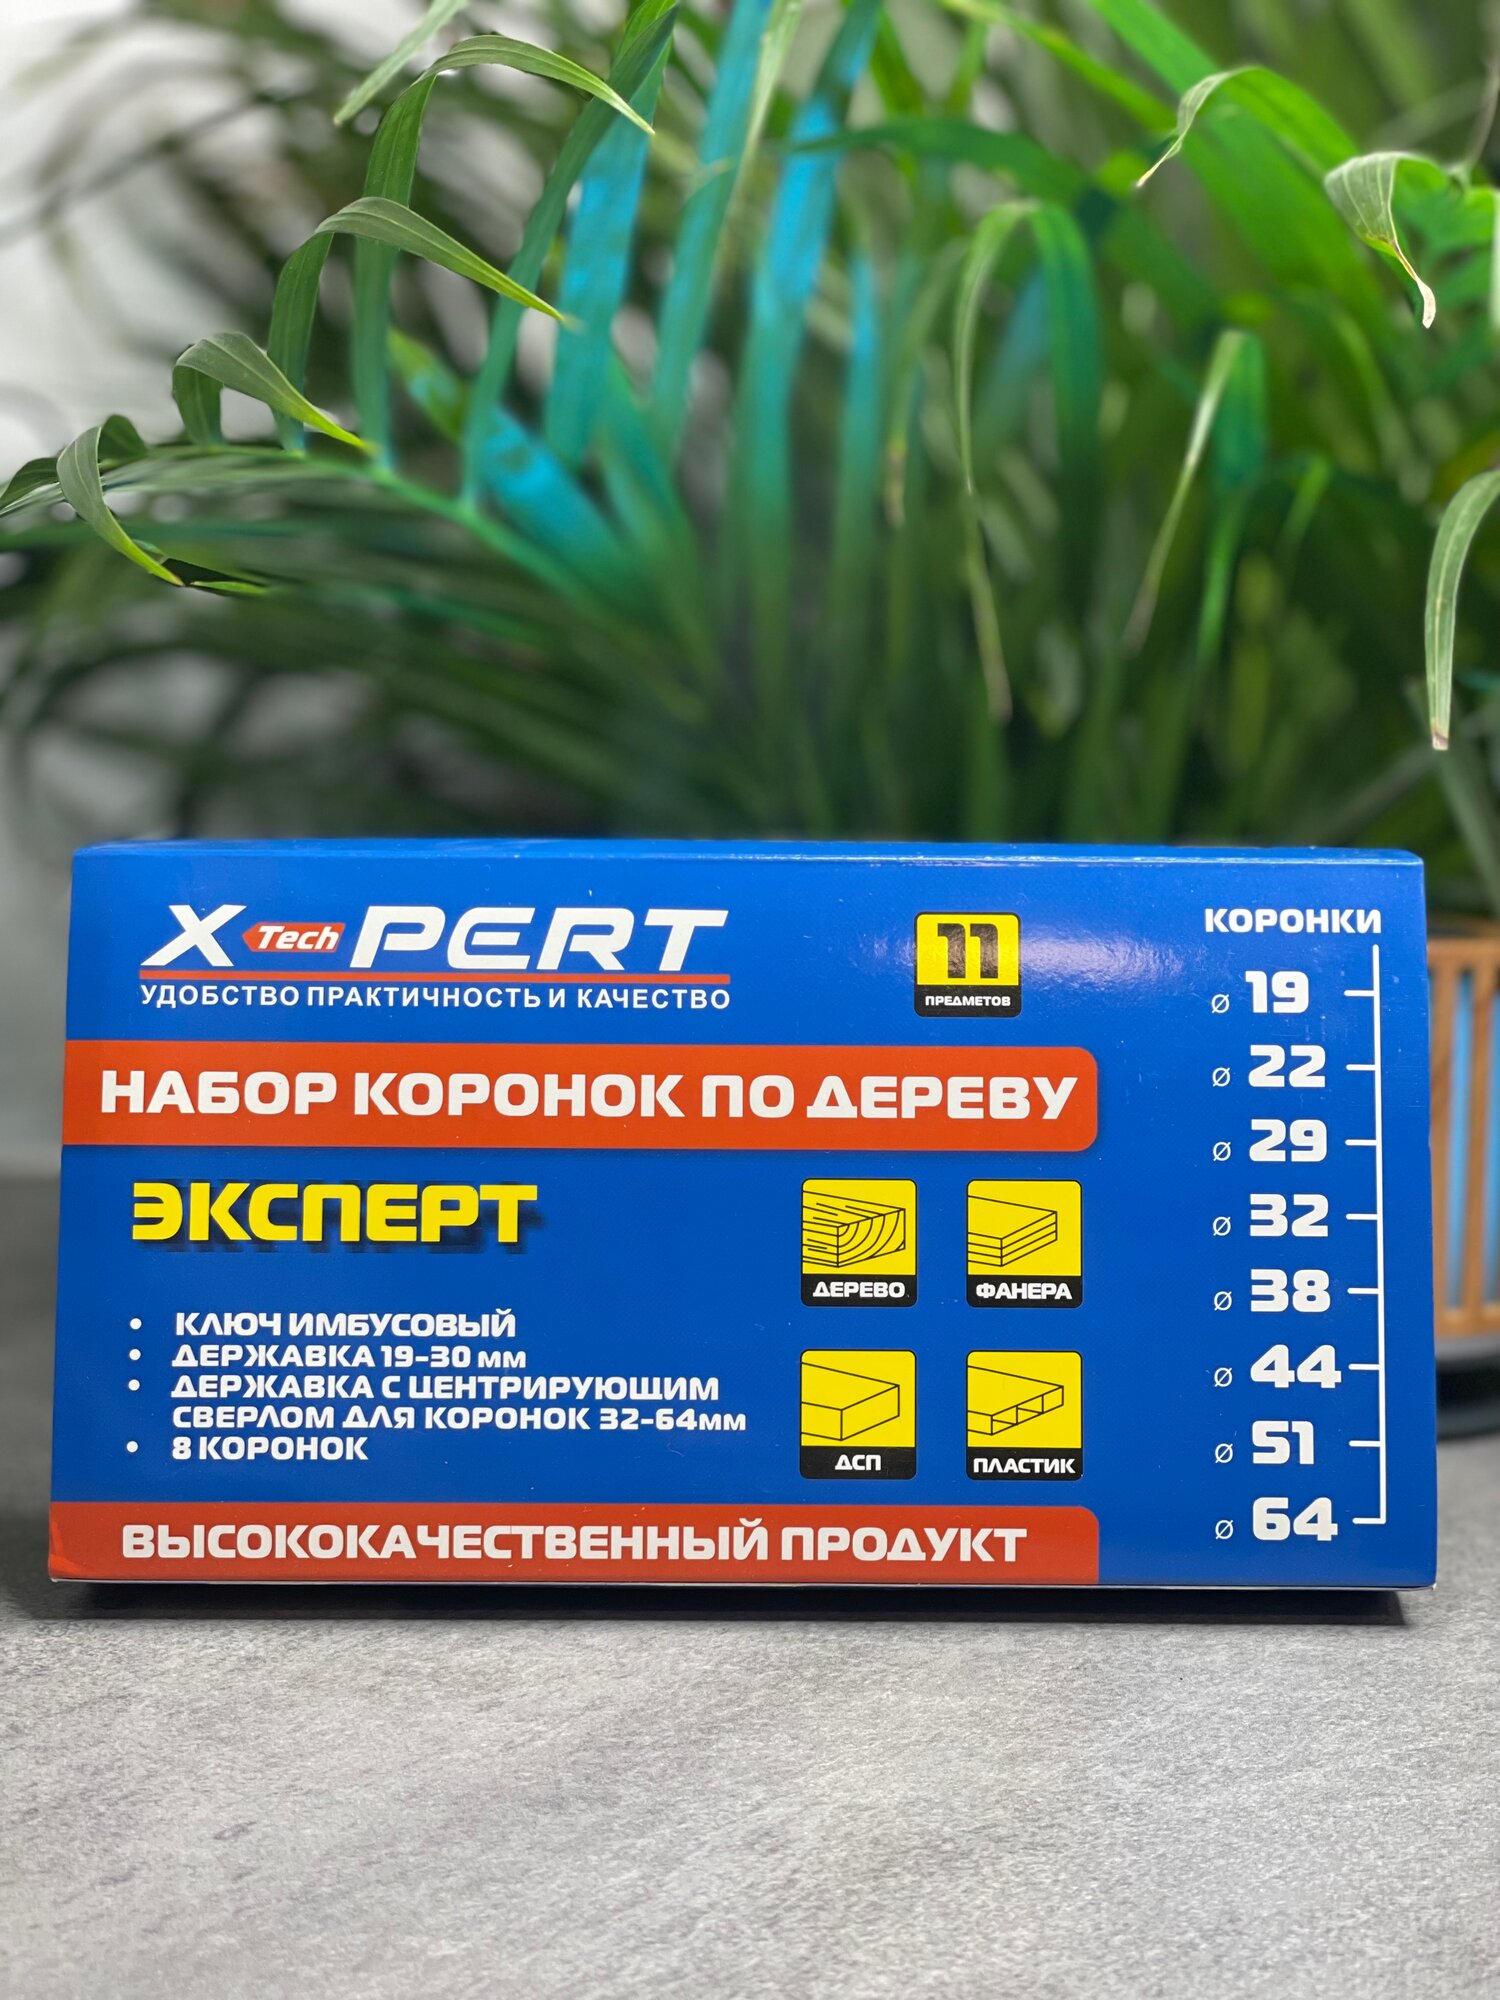 X-Tech-PERT
УДОБСТВО ПРАКТИЧНОСТЬ И КАЧЕСТВО
11
ПРЕДМЕТОВ
НАБОР КОРОНОК ПО ДЕРЕВУ
ЭКСПЕРТ
• КЛЮЧ ИМБУСОВЫЙ
• ДЕРЖАВКА 19-30 мм
• ДЕРЖАВКА С ЦЕНТРИРУЮЩИМ
СВЕРЛОМ ДЛЯ КОРОНОК 32-64мм
• 8 КОРОНОК
ДЕРЕВО
ФАНЕРА
ДСП
ПЛАСТИК
ВЫСОКОКАЧЕСТВЕННЫЙ ПРОДУКТ
КОРОНКИ
⌀ 19
⌀ 22
⌀ 29
⌀ 32
⌀ 38
⌀ 44
⌀ 51
⌀ 64